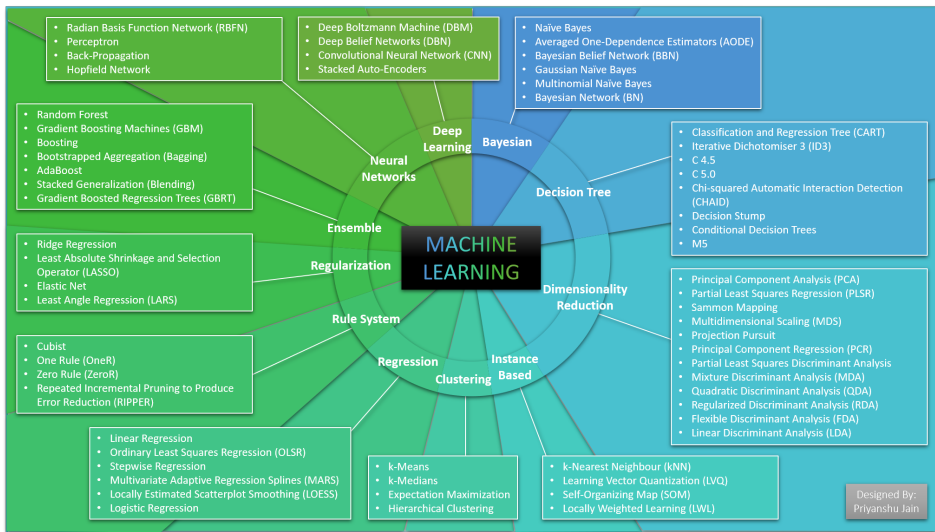 Radian Basis Function Network (RBFN)
Perceptron
Back-Propagation
Hopfield Network
Deep Boltzmann Machine (DBM)
Deep Belief Networks (DBN)
Convolutional Neural Network (CNN)
Stacked Auto-Encoders
Naïve Bayes
Averaged One-Dependence Estimators (AODE)
Bayesian Belief Network (BBN)
Gaussian Naïve Bayes
Multinomial Naïve Bayes
Bayesian Network (BN)
Random Forest
Gradient Boosting Machines (GBM)
Boosting
Bootstrapped Aggregation (Bagging)
AdaBoost
Stacked Generalization (Blending)
Gradient Boosted Regression Trees (GBRT)
Classification and Regression Tree (CART)
Iterative Dichotomiser 3 (ID3)
C 4.5
C 5.0
Chi-squared Automatic Interaction Detection
(CHAID)
Decision Stump
Conditional Decision Trees
M5
Deep
Learning
Bayesian
Neural
Networks
Decision Tree
Ensemble
MACHINE
LEARNING
Regularization
Dimensionality
Reduction
Rule System
Regression
Clustering
Instance
Based
Ridge Regression
Least Absolute Shrinkage and Selection
Operator (LASSO)
Elastic Net
Least Angle Regression (LARS)
Principal Component Analysis (PCA)
Partial Least Squares Regression (PLSR)
Sammon Mapping
Multidimensional Scaling (MDS)
Projection Pursuit
Principal Component Regression (PCR)
Partial Least Squares Discriminant Analysis
Mixture Discriminant Analysis (MDA)
Quadratic Discriminant Analysis (QDA)
Regularized Discriminant Analysis (RDA)
Flexible Discriminant Analysis (FDA)
Linear Discriminant Analysis (LDA)
Cubist
One Rule (OneR)
Zero Rule (ZeroR)
Repeated Incremental Pruning to Produce
Error Reduction (RIPPER)
Linear Regression
Ordinary Least Squares Regression (OLSR)
Stepwise Regression
Multivariate Adaptive Regression Splines (MARS)
Locally Estimated Scatterplot Smoothing (LOESS)
Logistic Regression
k-Means
k-Medians
Expectation Maximization
Hierarchical Clustering
k-Nearest Neighbour (kNN)
Learning Vector Quantization (LVQ)
Self-Organizing Map (SOM)
Locally Weighted Learning (LWL)
Designed By:
Priyanshu Jain